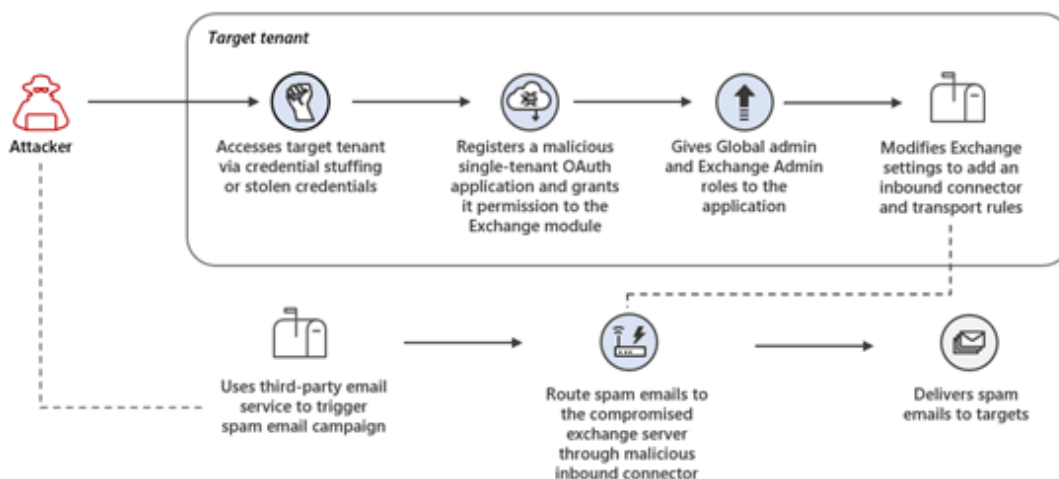 Target tenant
Attacker
Accesses target tenant
via credential stuffing
or stolen credentials
Registers a malicious
single-tenant OAuth
application and grants
it permission to the
Exchange module
Gives Global admin
and Exchange Admin
roles to the
application
Modifies Exchange
settings to add an
inbound connector
and transport rules
Uses third-party email
service to trigger
spam email campaign
Route spam emails to
the compromised
exchange server
through malicious
inbound connector
Delivers spam
emails to targets